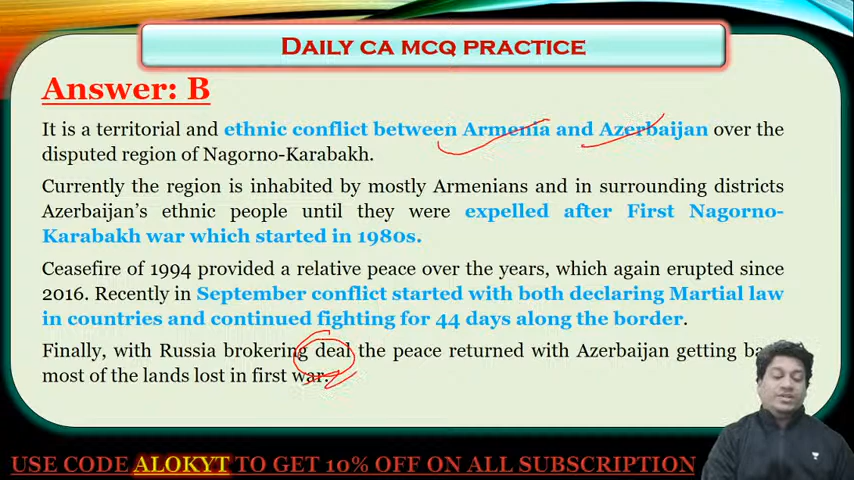 DAILY CA MCQ PRACTICE
Answer: B
It is a territorial and ethnic conflict between Armenia and Azerbaijan over the
disputed region of Nagorno-Karabakh.
Currently the region is inhabited by mostly Armenians and in surrounding districts
Azerbaijan's ethnic people until they were expelled after First Nagorno-
Karabakh war which started in 1980s.
Ceasefire of 1994 provided a relative peace over the years, which again erupted since
2016. Recently in September conflict started with both declaring Martial law
in countries and continued fighting for 44 days along the border.
Finally, with Russia brokering deal the peace returned with Azerbaijan getting
most of the lands lost in first war.
USE CODE ALOKYT TO GET 10% OFF ON ALL SUBSCRIPTION